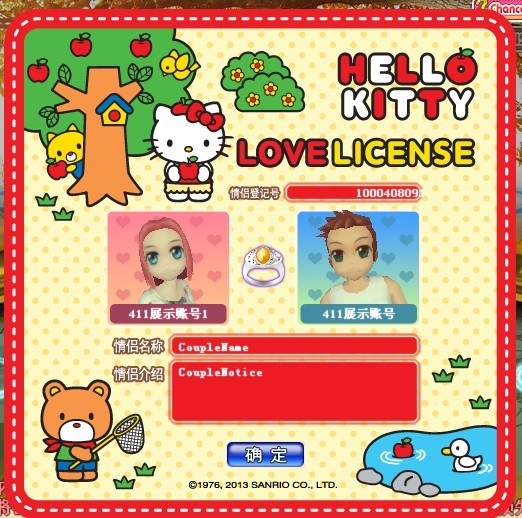 Chance
HELLO
KITTY
LOVE LICENSE
情侣登记号
100040809
411展示账号1
411展示账号
情侣名称
CoupleName
情侣介绍
CoupleNotice
确 定
©1976, 2013 SANRIO CO., LTD.